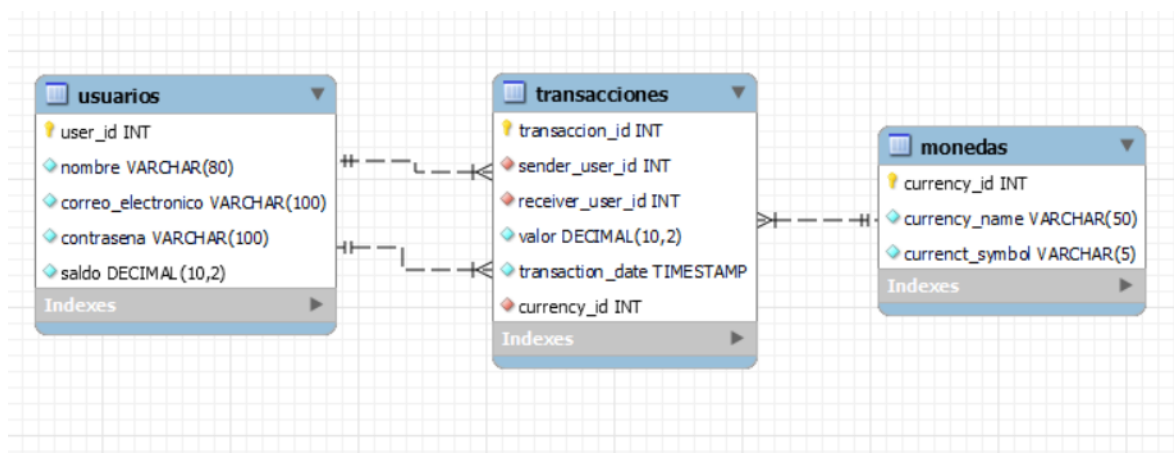 usuarios
user_id INT
nombre VARCHAR(80)
correo_electronico VARCHAR(100)
contrasena VARCHAR(100)
saldo DECIMAL(10,2)
Indexes
transacciones
transaccion_id INT
sender_user_id INT
receiver_user_id INT
valor DECIMAL(10,2)
transaction_date TIMESTAMP
currency_id INT
Indexes
monedas
currency_id INT
currency_name VARCHAR(50)
currenct_symbol VARCHAR(5)
Indexes